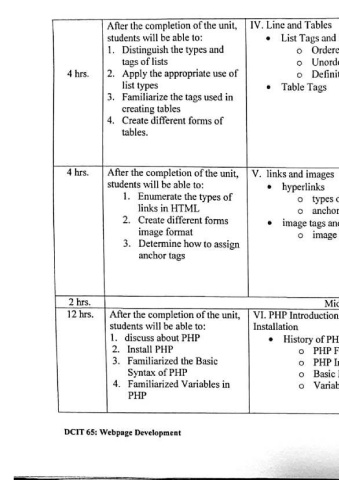 4 hrs.
After the completion of the unit,
students will be able to:
1. Distinguish the types and
tags of lists
2. Apply the appropriate use of
list types
3. Familiarize the tags used in
creating tables
4. Create different forms of
tables.
IV. Line and Tables
• List Tags and
o Ordere
o Unord
o Defini
• Table Tags
4 hrs.
After the completion of the unit,
students will be able to:
1. Enumerate the types of
links in HTML
2. Create different forms
image format
3. Determine how to assign
anchor tags
V. links and images
• hyperlinks
o types
o anchor
• image tags an
o image
2 hrs.
Mi
12 hrs.
After the completion of the unit,
students will be able to:
1. discuss about PHP
2. Install PHP
3. Familiarized the Basic
Syntax of PHP
4. Familiarized Variables in
PHP
VI. PHP Introduction
Installation
• History of PH
o PHP F
o PHP I
o Basic
o Variab
DCIT 65: Webpage Development